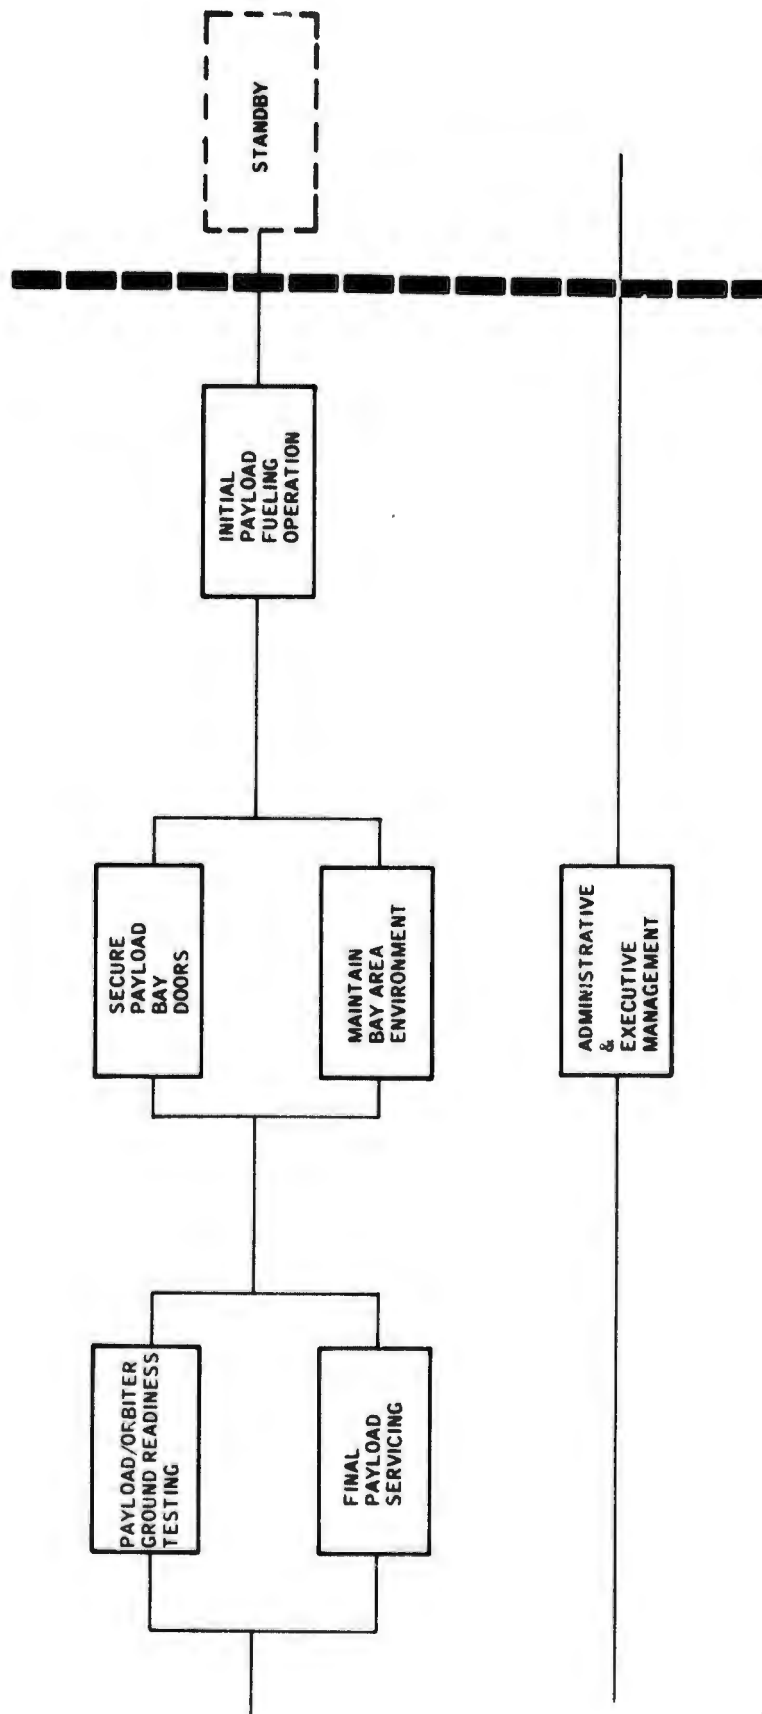 PAYLOAD/ORBITER
GROUND READINESS
TESTING
FINAL
PAYLOAD
SERVICING
SECURE
PAYLOAD
BAY
DOORS
MAINTAIN
BAY AREA
ENVIRONMENT
INITIAL
PAYLOAD
FUELING
OPERATION
STANDBY
ADMINISTRATIVE
&
EXECUTIVE
MANAGEMENT